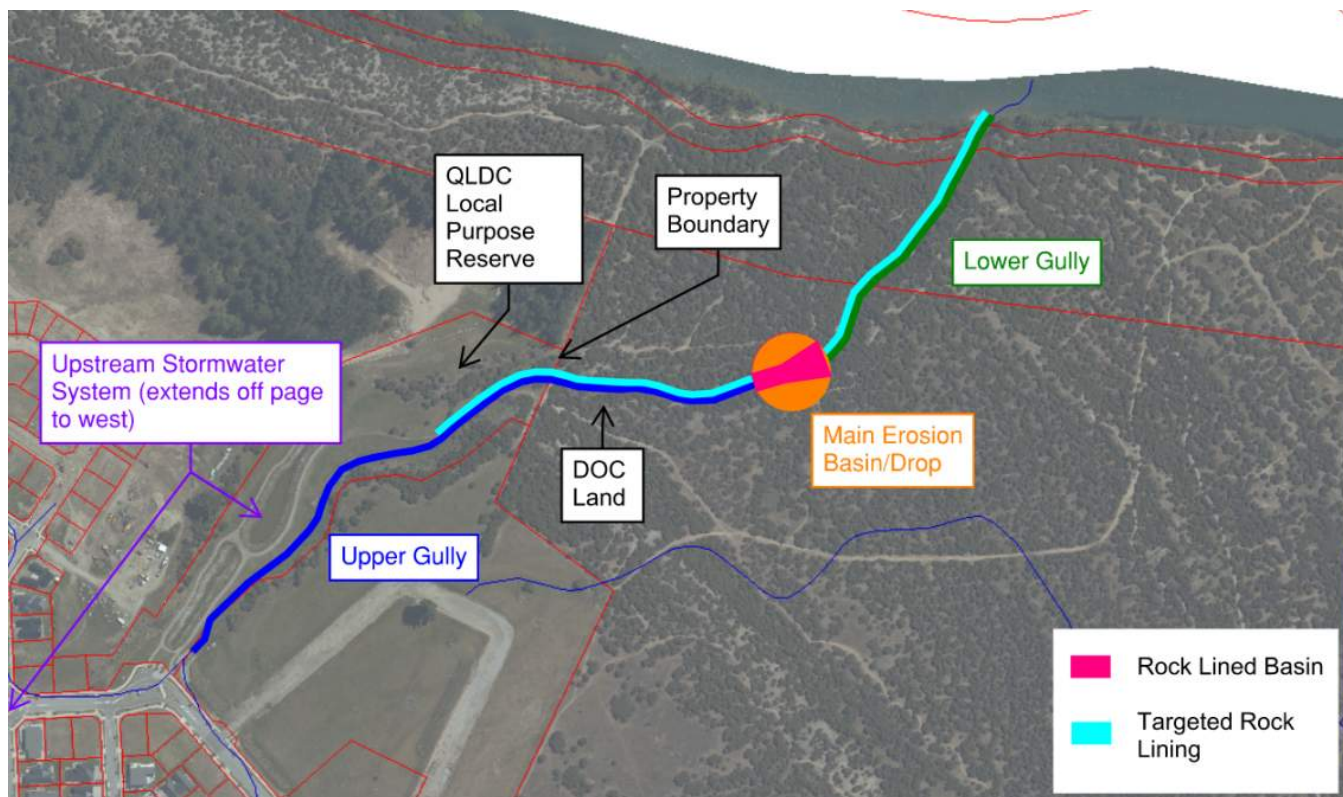 QLDC
Local
Purpose
Reserve
Property
Boundary
Lower Gully
Upstream Stormwater
System (extends off page
to west)
Main Erosion
Basin/Drop
DOC
Land
Upper Gully
Rock Lined Basin
Targeted Rock
Lining